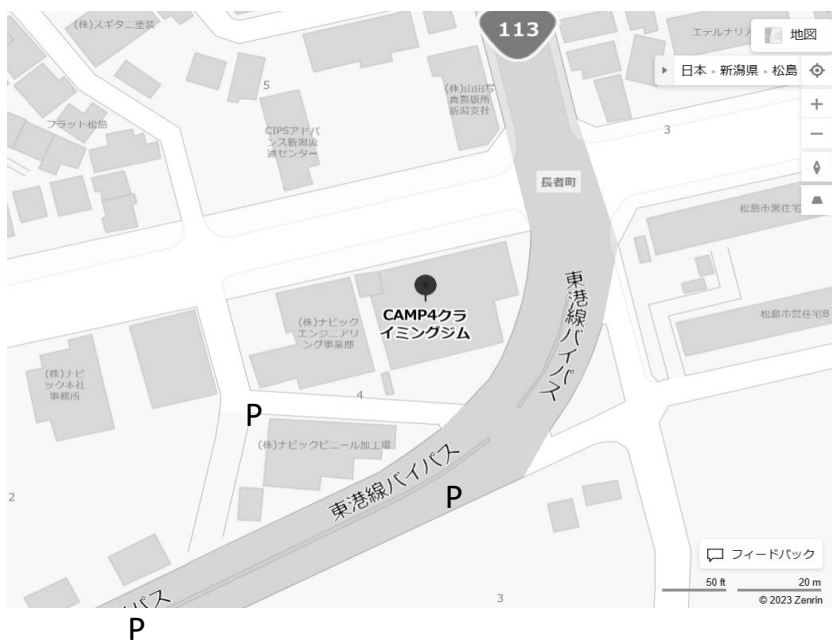 113
地図
日本・新潟県・松島
＋
－
(株)スギタ二塗装
エテルナリア
5
(株)山田写
真製版所
新潟支社
フラット松島
CIPSアドバ
ンス新潟流
通センター
3
長者町
松島市営住宅
東港線バイパス
CAMP4クラ
イミングジム
(株)ナビック
エンジニアリ
ング事業部
松島市営住宅B
(株)ナビ
ック本社
事務所
4
P
(株)ナビックビニール加工場
東港線バイパス
P
2
フィードバック
50 ft
20 m
© 2023 Zenrin
3
イパス
P